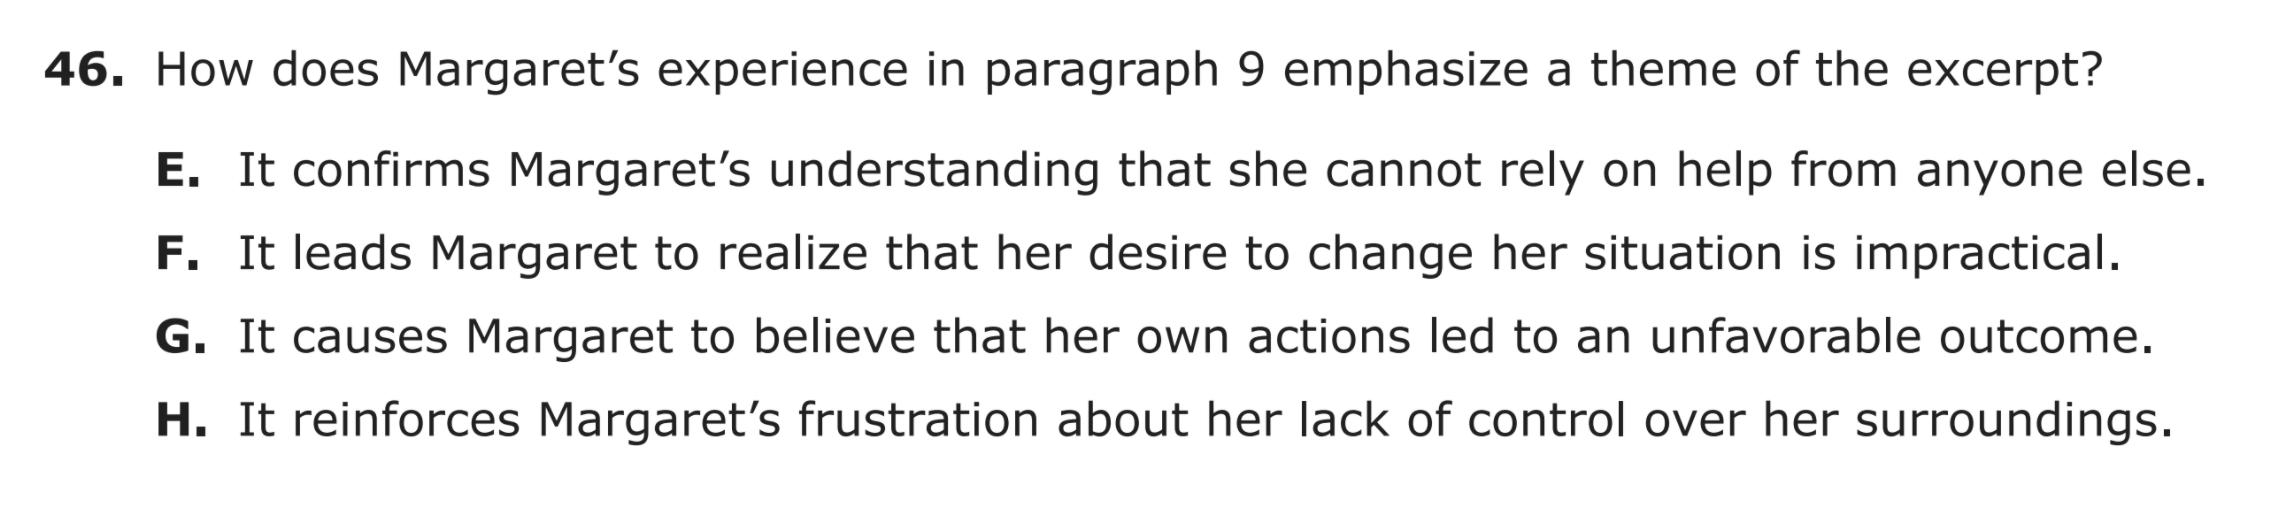 46. How does Margaret’s experience in paragraph 9 emphasize a theme of the excerpt?
E. It confirms Margaret’s understanding that she cannot rely on help from anyone else.
F. It leads Margaret to realize that her desire to change her situation is impractical.
G. It causes Margaret to believe that her own actions led to an unfavorable outcome.
H. It reinforces Margaret’s frustration about her lack of control over her surroundings.